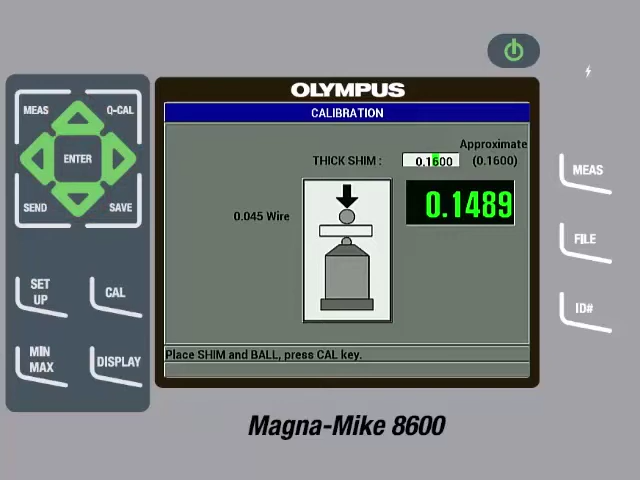 OLYMPUS
MEAS
Q-CAL
ENTER
SEND
SAVE
SET
UP
CAL
MIN
MAX
DISPLAY
CALIBRATION
Approximate
THICK SHIM : 0.1600 (0.1600)
0.1489
0.045 Wire
Place SHIM and BALL, press CAL key.
MEAS
FILE
ID#
Magna-Mike 8600